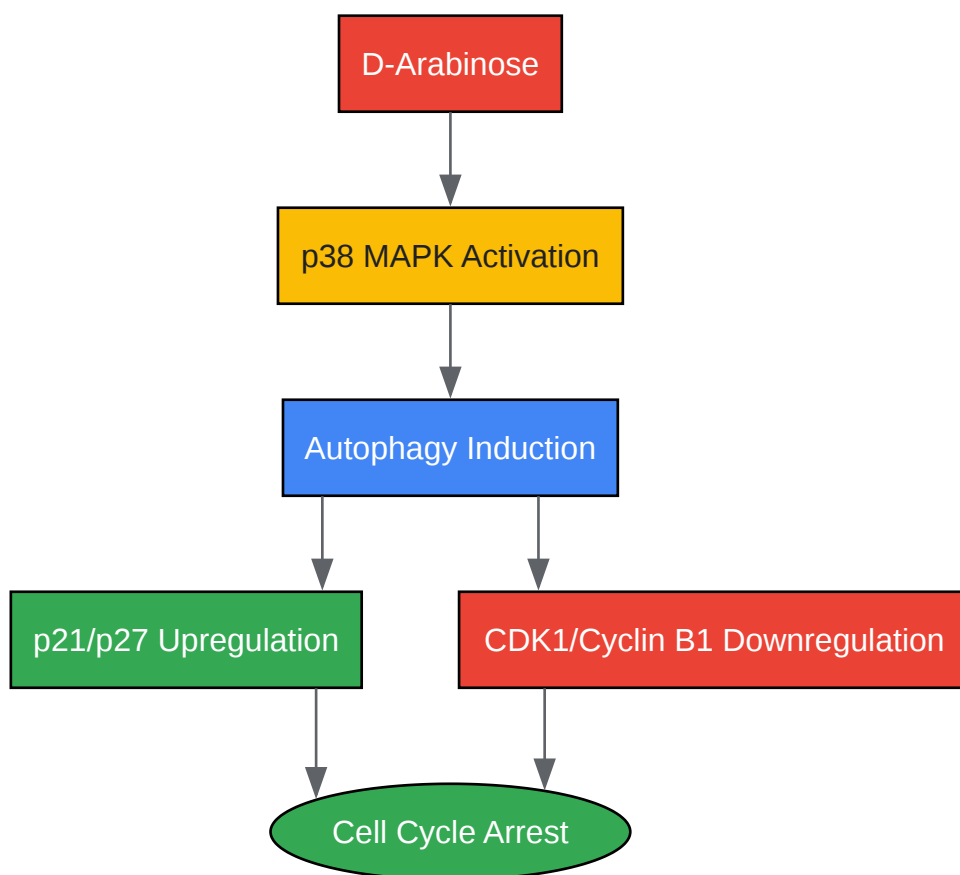 D-Arabinose
p38 MAPK Activation
Autophagy Induction
p21/p27 Upregulation
CDK1/Cyclin B1 Downregulation
Cell Cycle Arrest